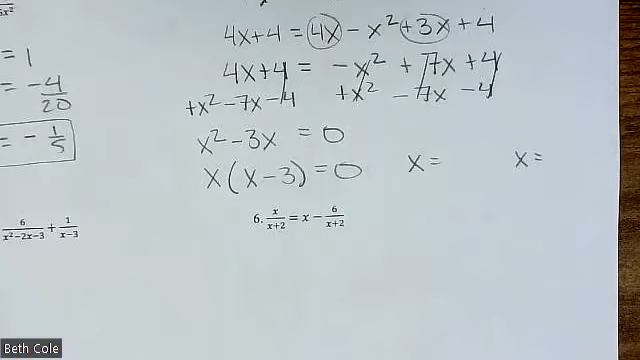 6x²
= 1
= -4/20
= -1/5
4x+4 = 4x - x² + 3x + 4
4x+4 = -x² + 7x + 4
+x² -7x -4 +x² -7x -4
x² - 3x = 0
x(x-3) = 0 x= x=
6/(x²-2x-3) + 1/(x-3)
6. x/(x+2) = x - 6/(x+2)
Beth Cole